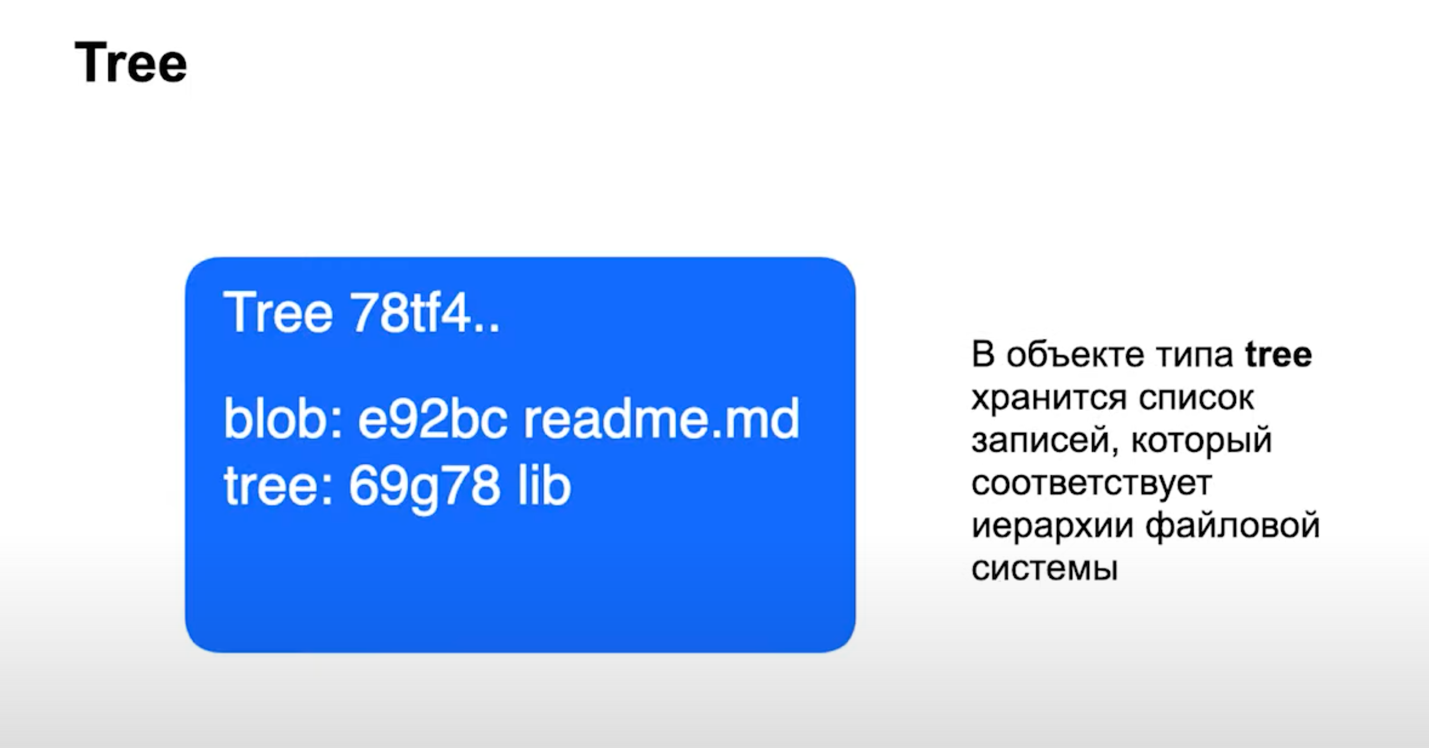 Tree
Tree 78tf4..
blob: e92bc readme.md
tree: 69g78 lib
В объекте типа tree
хранится список
записей, который
соответствует
иерархии файловой
системы